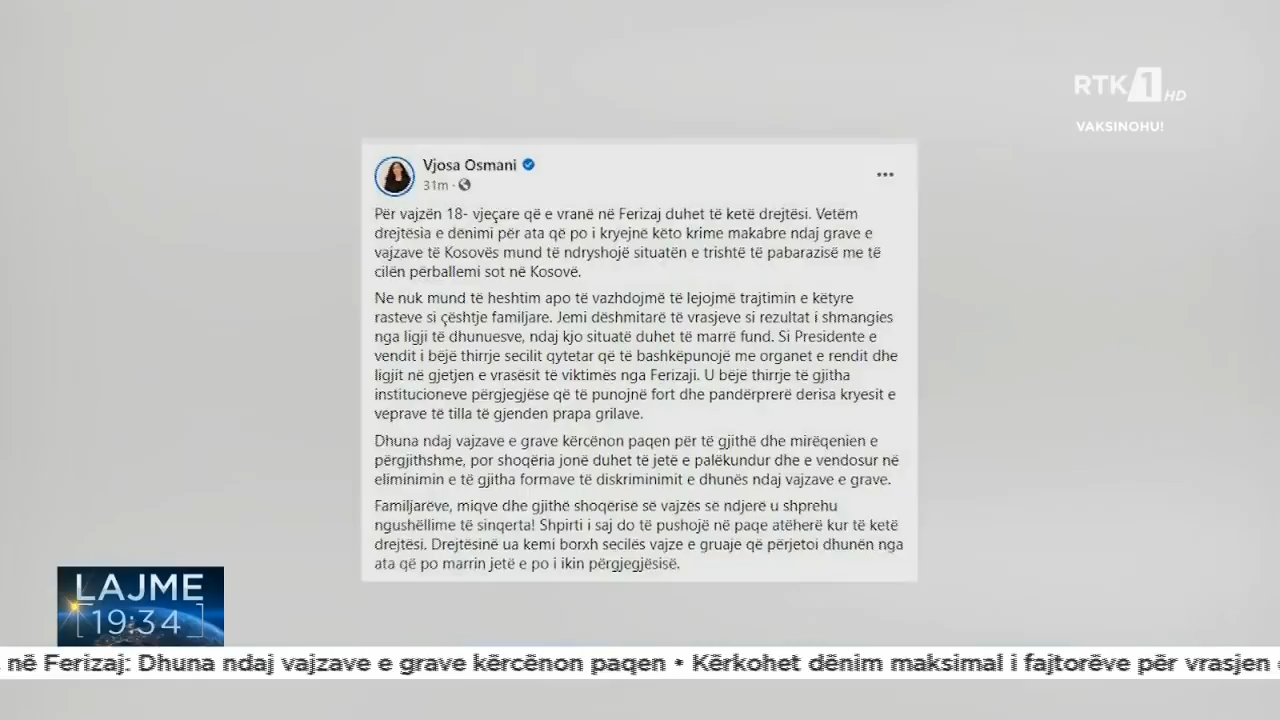 RTK 1 HD
VAKSINOHU!
Vjosa Osmani
31m ·
Për vajzën 18- vjeçare që e vranë në Ferizaj duhet të ketë drejtësi. Vetëm
drejtësia e dënimi për ata që po i kryejnë këto krime makabre ndaj grave e
vajzave të Kosovës mund të ndryshojë situatën e trishtë të pabarazisë me të
cilën përballemi sot në Kosovë.
Ne nuk mund të heshtim apo të vazhdojmë të lejojmë trajtimin e këtyre
rasteve si çështje familjare. Jemi dëshmitarë të vrasjeve si rezultat i shmangies
nga ligji të dhunuesve, ndaj kjo situatë duhet të marrë fund. Si Presidente e
vendit i bëjë thirrje secilit qytetar që të bashkëpunojë me organet e rendit dhe
ligjit në gjetjen e vrasësit të viktimës nga Ferizaji. U bëjë thirrje të gjitha
institucioneve përgjegjëse që të punojnë fort dhe pandërprerë derisa kryesit e
veprave të tilla të gjenden prapa grilave.
Dhuna ndaj vajzave e grave kërcënon paqen për të gjithë dhe mirëqenien e
përgjithshme, por shoqëria jonë duhet të jetë e palëkundur dhe e vendosur në
eliminimin e të gjitha formave të diskriminimit e dhunës ndaj vajzave e grave.
Familjarëve, miqve dhe gjithë shoqërisë së vajzës së ndjerë u shprehu
ngushëllime të sinqerta! Shpirti i saj do të pushojë në paqe atëherë kur të ketë
drejtësi. Drejtësinë ua kemi borxh secilës vajze e gruaje që përjetoi dhunën nga
ata që po marrin jetë e po i ikin përgjegjësisë.
LAJME
19:34
në Ferizaj: Dhuna ndaj vajzave e grave kërcënon paqen • Kërkohet dënim maksimal i fajtorëve për vrasjen